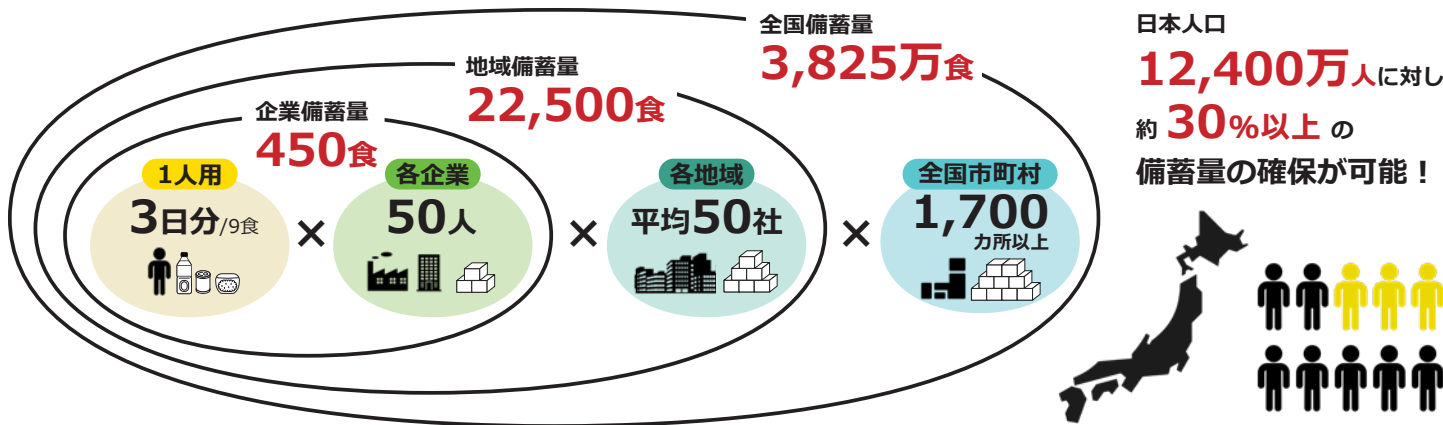 全国備蓄量
3,825万食
地域備蓄量
22,500食
企業備蓄量
450食
1人用
3日分/9食
×
各企業
50人
×
各地域
平均50社
×
全国市町村
1,700
カ所以上
日本人口
12,400万人に対し
約 30%以上 の
備蓄量の確保が可能！